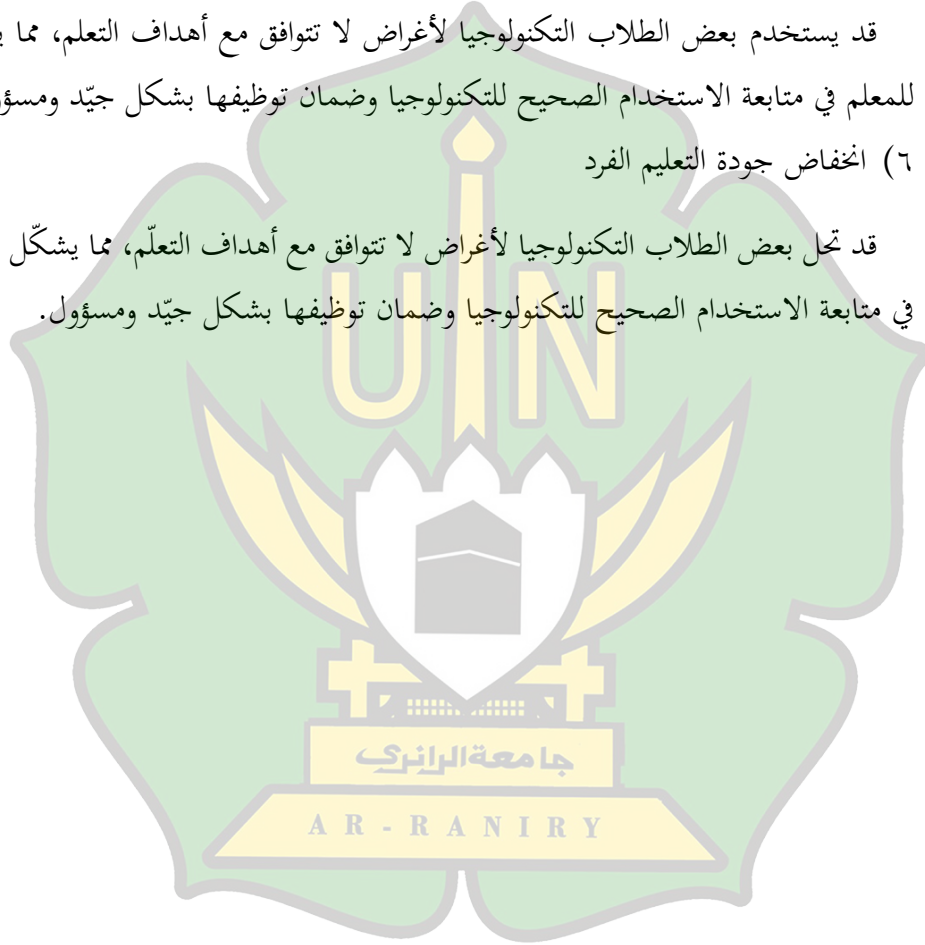 قد يستخدم بعض الطلاب التكنولوجيا لأغراض لا تتوافق مع أهداف التعلم، مما
للمعلم في متابعة الاستخدام الصحيح للتكنولوجيا وضمان توظيفها بشكل جيّد
٦) انخفاض جودة التعليم الفرد
قد تحل بعض الطلاب التكنولوجيا لأغراض لا تتوافق مع أهداف التعلّم، مما يشكّل
في متابعة الاستخدام الصحيح للتكنولوجيا وضمان توظيفها بشكل جيّد ومسؤول.
UIN
جامعة الرانري
AR-RANIRY